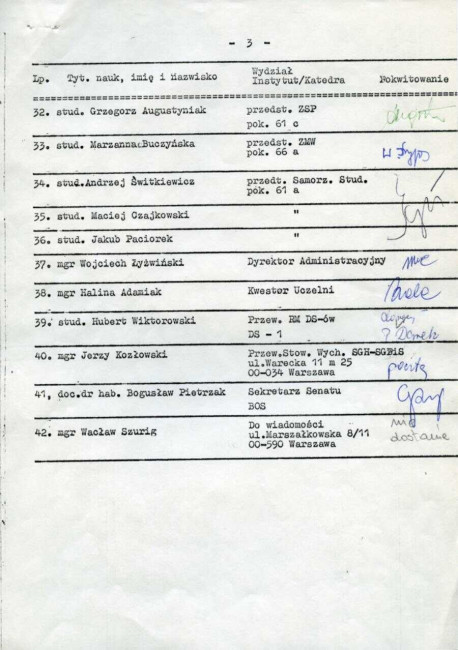 - 3 -
Lp. Tyt. nauk, imię i nazwisko Wydział Instytut/Katedra Pokwitowanie
32. stud. Grzegorz Augustyniak przedst. ZSP
pok. 61 c
33. stud. Marzanna Buczyńska przedst. ZMW
pok. 66 a
34. stud. Andrzej Świtkiewicz przedt. Samorz. Stud.
pok. 61 a
35. stud. Maciej Czajkowski "
36. stud. Jakub Paciorek "
37. mgr Wojciech Łyżwiński Dyrektor Administracyjny
38. mgr Halina Adamiak Kwestor Uczelni
39. stud. Hubert Wiktorowski Przew. RM DS-ów
DS - 1
40. mgr Jerzy Kozłowski Przew.Stow. Wych. SGH-SGPiS
ul.Warecka 11 m 25
00-034 Warszawa
poczta
41, doc.dr hab. Bogusław Pietrzak Sekretarz Senatu
BOS
42. mgr Wacław Szurig Do wiadomości
ul.Marszałkowska 8/11
00-590 Warszawa
nie
dostanie